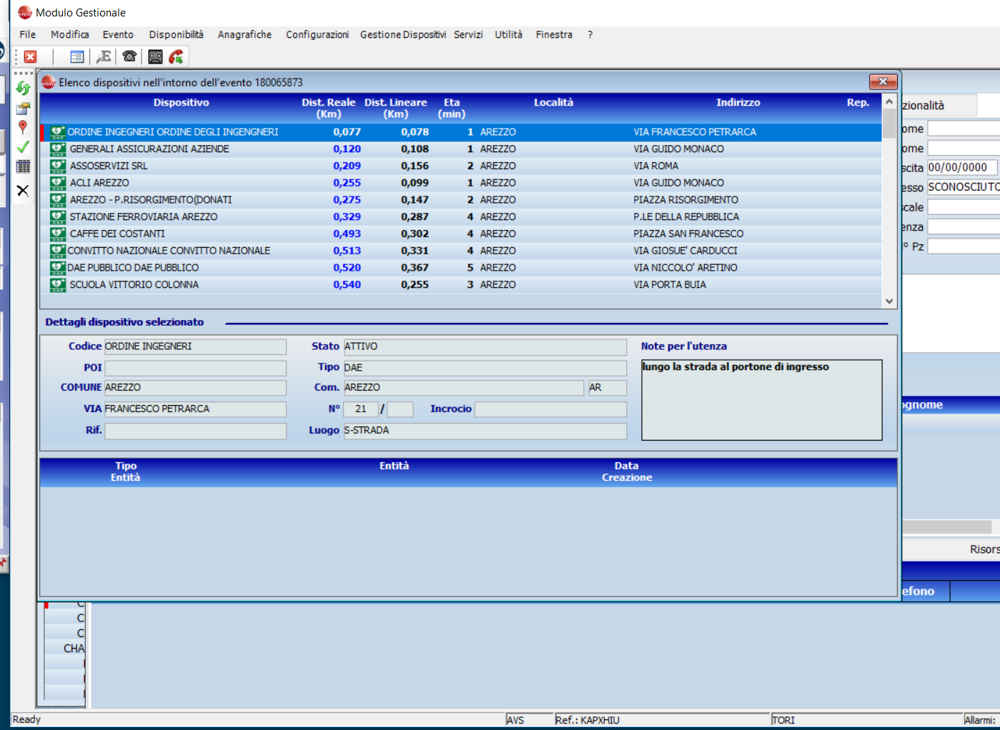 Modulo Gestionale
File Modifica Evento Disponibilità Anagrafiche Configurazioni Gestione Dispositivi Servizi Utilità Finestra ?
Elenco dispositivi nell'intorno dell'evento 180065873
Dispositivo Dist. Reale (Km) Dist. Lineare (Km) Eta (min) Località Indirizzo Rep.
ORDINE INGEGNERI ORDINE DEGLI INGENGNERI 0,077 0,078 1 AREZZO VIA FRANCESCO PETRARCA
GENERALI ASSICURAZIONI AZIENDE 0,120 0,108 1 AREZZO VIA GUIDO MONACO
ASSOSERVIZI SRL 0,209 0,156 2 AREZZO VIA ROMA
ACLI AREZZO 0,255 0,099 1 AREZZO VIA GUIDO MONACO
AREZZO - P.RISORGIMENTO(DONATI 0,275 0,147 2 AREZZO PIAZZA RISORGIMENTO
STAZIONE FERROVIARIA AREZZO 0,329 0,287 4 AREZZO P.LE DELLA REPUBBLICA
CAFFE DEI COSTANTI 0,493 0,302 4 AREZZO PIAZZA SAN FRANCESCO
CONVITTO NAZIONALE CONVITTO NAZIONALE 0,513 0,331 4 AREZZO VIA GIOSUE' CARDUCCI
DAE PUBBLICO DAE PUBBLICO 0,520 0,367 5 AREZZO VIA NICCOLO' ARETINO
SCUOLA VITTORIO COLONNA 0,540 0,255 3 AREZZO VIA PORTA BUIA
Dettagli dispositivo selezionato
Codice ORDINE INGEGNERI Stato ATTIVO Note per l'utenza
POI Tipo DAE lungo la strada al portone di ingresso
COMUNE AREZZO Com. AREZZO AR
VIA FRANCESCO PETRARCA N° 21 / Incrocio
Rif. Luogo S-STRADA
Tipo Entità Entità Data Creazione
zionalità
ome
ome
scita 00/00/0000
esso SCONOSCIUTO
cale
enza
° Pz
ognome
Risors
efono
C
C
C
CHA
Ready AVS Ref.: KAPXHIU TORI Allarmi: